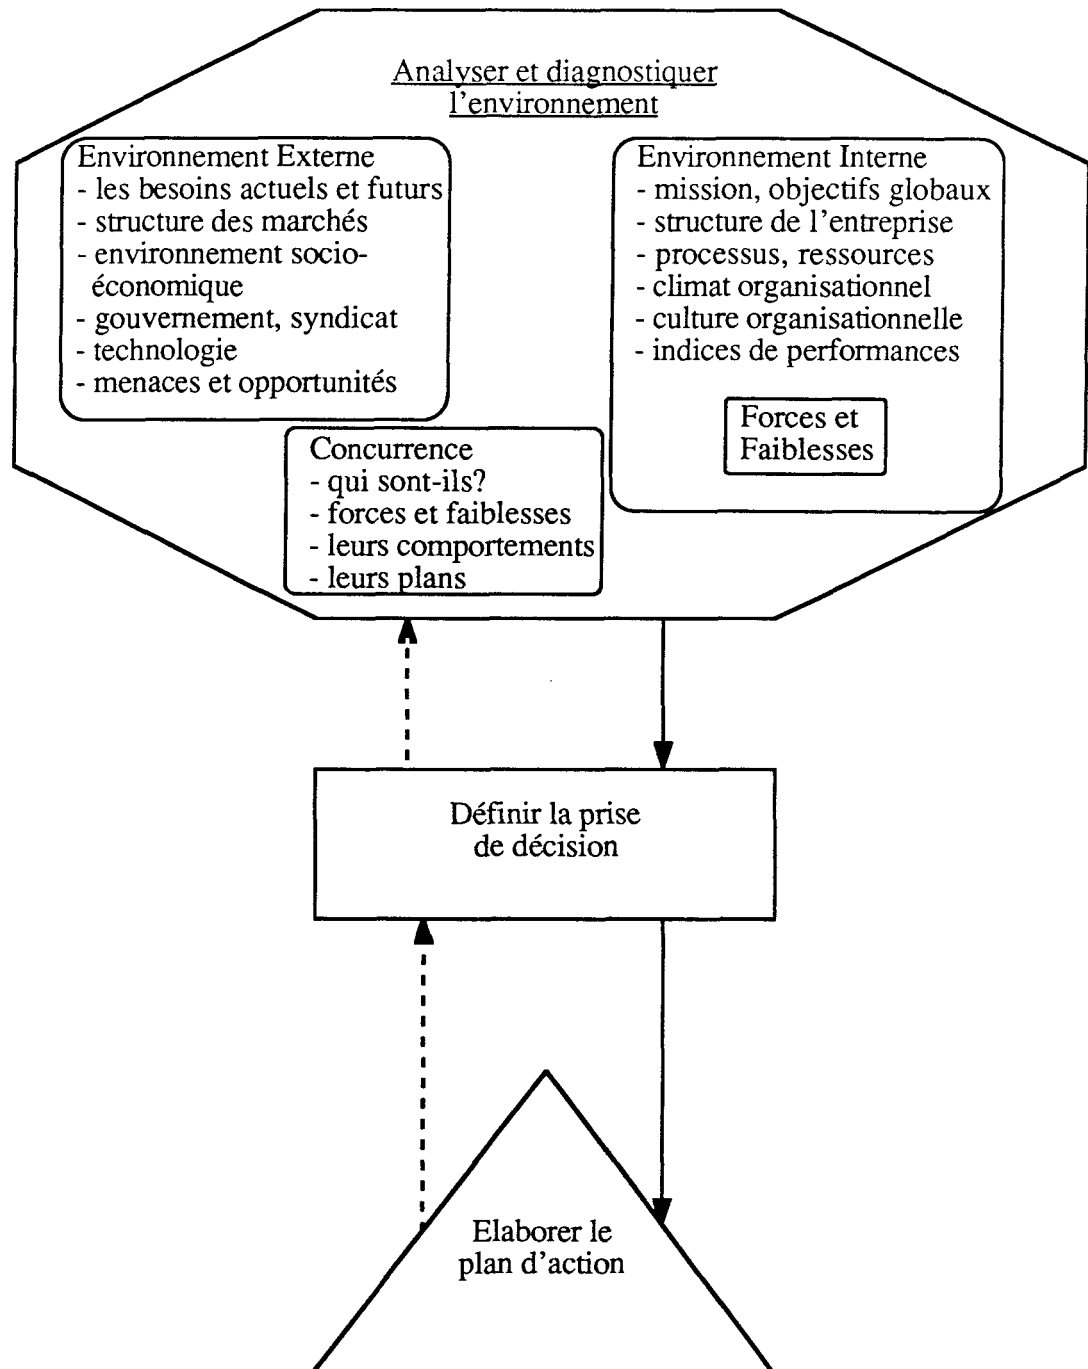 Analyser et diagnostiquer
l'environnement
Environnement Externe
- les besoins actuels et futurs
- structure des marchés
- environnement socio-
économique
- gouvernement, syndicat
- technologie
- menaces et opportunités
Environnement Interne
- mission, objectifs globaux
- structure de l'entreprise
- processus, ressources
- climat organisationnel
- culture organisationnelle
- indices de performances
Forces et
Faiblesses
Concurrence
- qui sont-ils?
- forces et faiblesses
- leurs comportements
- leurs plans
Définir la prise
de décision
Elaborer le
plan d'action